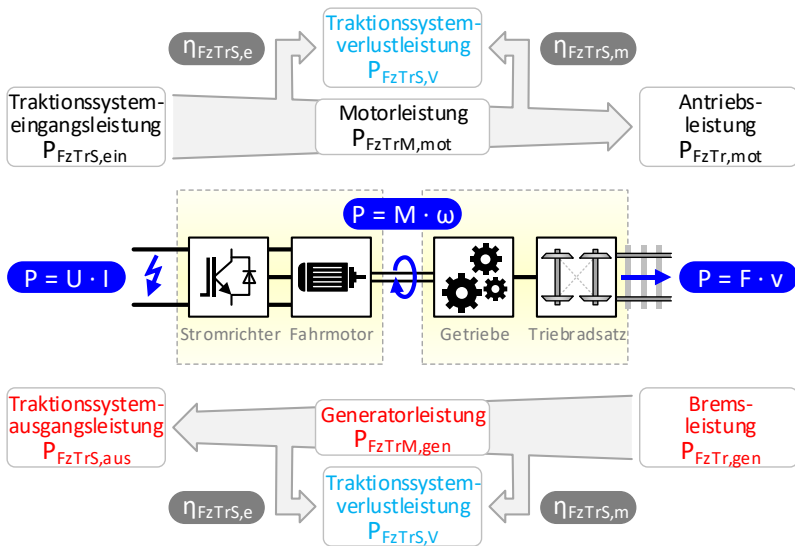 ηFzTrS,e
Traktionssystem-
verlustleistung
PFzTrS,V
ηFzTrS,m
Traktionssystem-
eingangsleistung
PFzTrS,ein
Motorleistung
PFzTrM,mot
Antriebs-
leistung
PFzTr,mot
P = M · ω
P = U · I
P = F · v
Stromrichter
Fahrmotor
Getriebe
Triebradsatz
Traktionssystem-
ausgangsleistung
PFzTrS,aus
Generatorleistung
PFzTrM,gen
Brems-
leistung
PFzTr,gen
ηFzTrS,e
Traktionssystem-
verlustleistung
PFzTrS,V
ηFzTrS,m